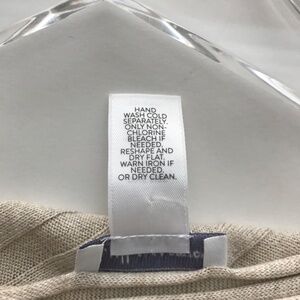 HAND
WASH COLD
SEPARATELY.
ONLY NON-
CHLORINE
BLEACH IF
NEEDED.
RESHAPE AND
DRY FLAT.
WARM IRON IF
NEEDED.
OR DRY CLEAN.